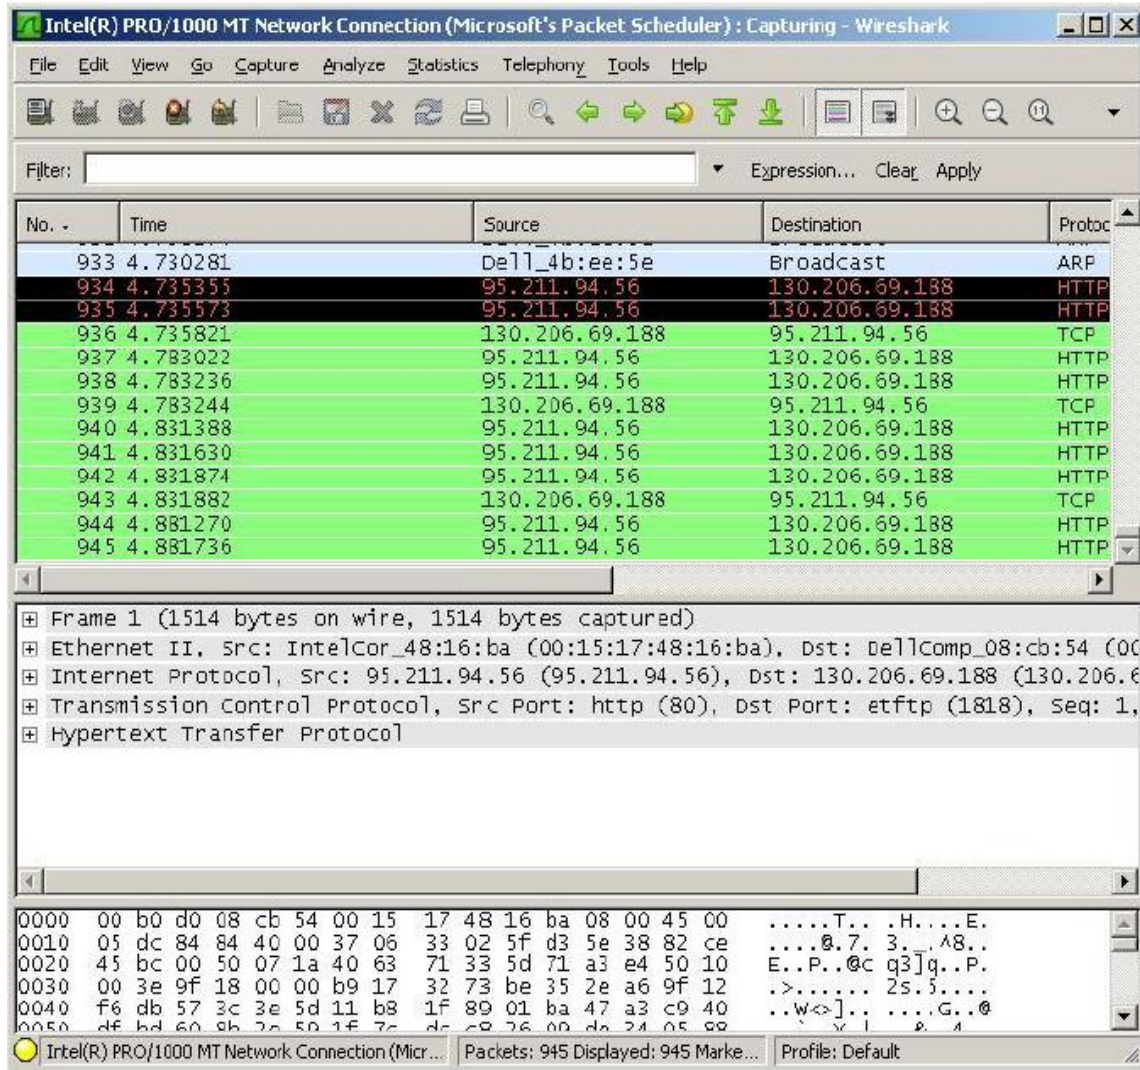 Intel(R) PRO/1000 MT Network Connection (Microsoft's Packet Scheduler) : Capturing - Wireshark
File Edit View Go Capture Analyze Statistics Telephony Tools Help
Filter: Expression... Clear Apply
No. Time Source Destination Protoc
933 4.730281 Dell_4b:ee:5e Broadcast ARP
934 4.735355 95.211.94.56 130.206.69.188 HTTP
935 4.735573 95.211.94.56 130.206.69.188 HTTP
936 4.735821 130.206.69.188 95.211.94.56 TCP
937 4.783022 95.211.94.56 130.206.69.188 HTTP
938 4.783236 95.211.94.56 130.206.69.188 HTTP
939 4.783244 130.206.69.188 95.211.94.56 TCP
940 4.831388 95.211.94.56 130.206.69.188 HTTP
941 4.831630 95.211.94.56 130.206.69.188 HTTP
942 4.831874 95.211.94.56 130.206.69.188 HTTP
943 4.831882 130.206.69.188 95.211.94.56 TCP
944 4.881270 95.211.94.56 130.206.69.188 HTTP
945 4.881736 95.211.94.56 130.206.69.188 HTTP
Frame 1 (1514 bytes on wire, 1514 bytes captured)
Ethernet II, Src: IntelCor_48:16:ba (00:15:17:48:16:ba), Dst: DellComp_08:cb:54 (00
Internet Protocol, Src: 95.211.94.56 (95.211.94.56), Dst: 130.206.69.188 (130.206.6
Transmission Control Protocol, Src Port: http (80), Dst Port: etftp (1818), Seq: 1,
Hypertext Transfer Protocol
0000 00 b0 d0 08 cb 54 00 15 17 48 16 ba 08 00 45 00 .....T.. .H....E.
0010 05 dc 84 84 40 00 37 06 33 02 5f d3 5e 38 82 ce ....@.7. 3._.^8..
0020 45 bc 00 50 07 1a 40 63 71 33 5d 71 a3 e4 50 10 E..P..@c q3]q..P.
0030 00 3e 9f 18 00 00 b9 17 32 73 be 35 2e a6 9f 12 .>...... 2s.5....
0040 f6 db 57 3c 3e 5d 11 b8 1f 89 01 ba 47 a3 c9 40 ..W<>].. ....G..@
Intel(R) PRO/1000 MT Network Connection (Micr... Packets: 945 Displayed: 945 Marke... Profile: Default